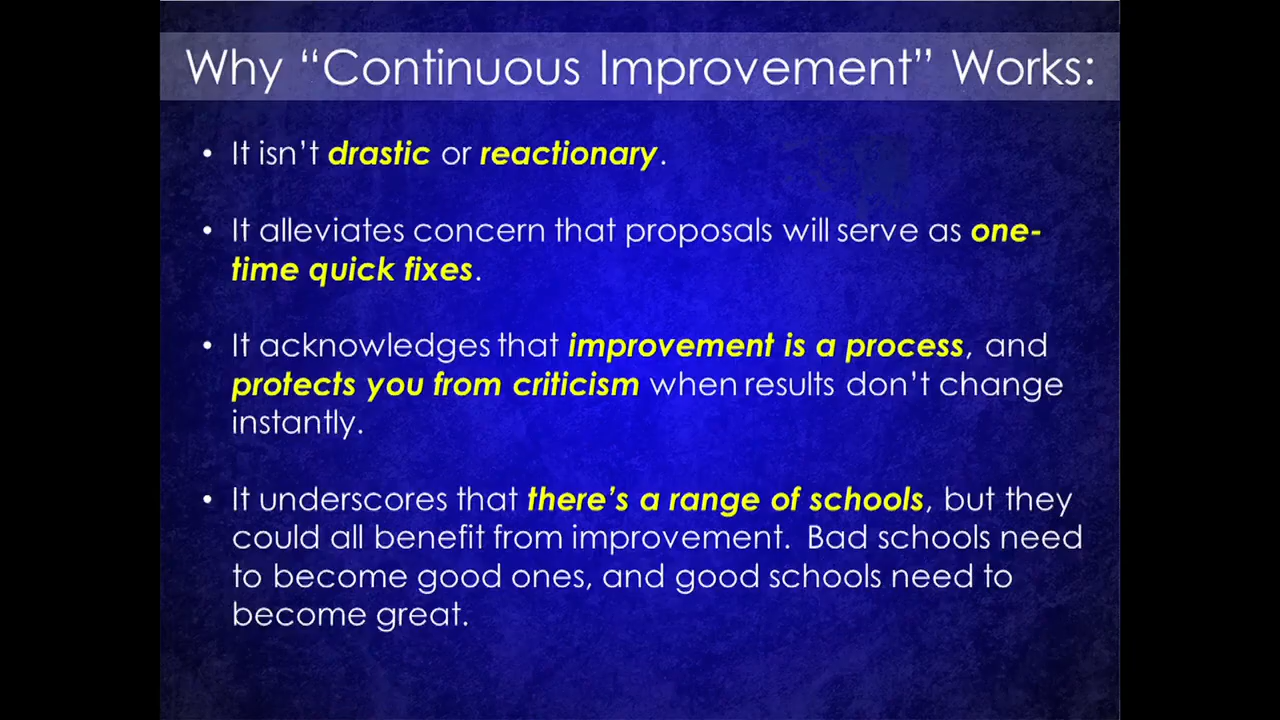 Why “Continuous Improvement” Works:
• It isn’t drastic or reactionary.
• It alleviates concern that proposals will serve as one-
time quick fixes.
• It acknowledges that improvement is a process, and
protects you from criticism when results don’t change
instantly.
• It underscores that there’s a range of schools, but they
could all benefit from improvement.  Bad schools need
to become good ones, and good schools need to
become great.